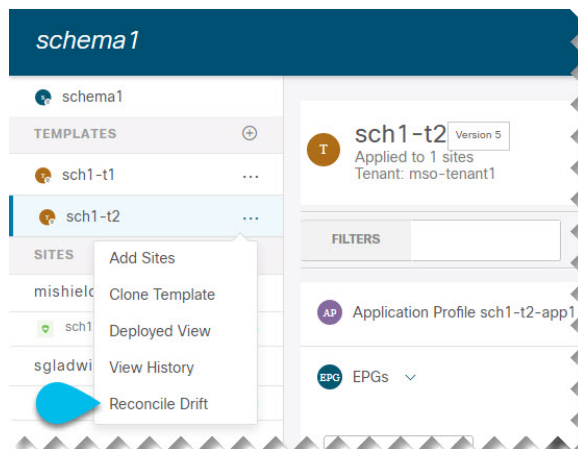 schema1
schema1
TEMPLATES
sch1-t1
sch1-t2
SITES
mishield
sch1
sgladwi
Add Sites
Clone Template
Deployed View
View History
Reconcile Drift
T
sch1-t2 Version 5
Applied to 1 sites
Tenant: mso-tenant1
FILTERS
AP Application Profile sch1-t2-app1
EPG EPGs